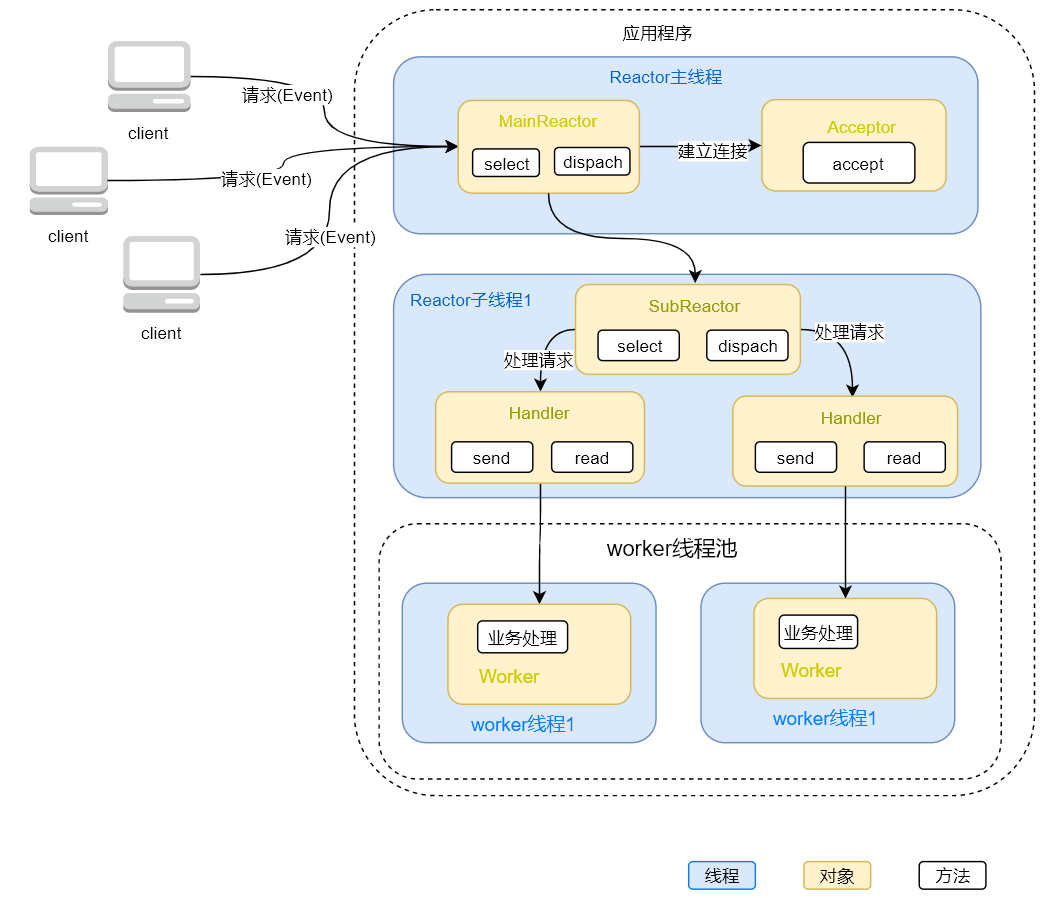 应用程序
Reactor主线程
client
请求(Event)
MainReactor
select
dispach
建立连接
Acceptor
accept
client
请求(Event)
client
请求(Event)
Reactor子线程1
SubReactor
select
dispach
处理请求
处理请求
Handler
send
read
Handler
send
read
worker线程池
业务处理
Worker
worker线程1
业务处理
Worker
worker线程1
线程
对象
方法